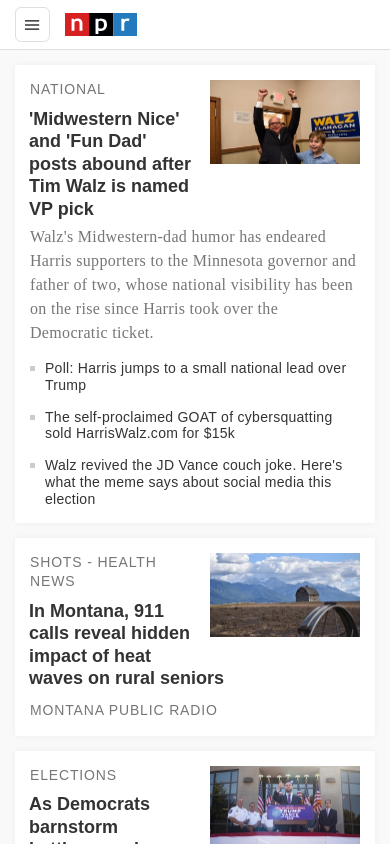 npr
NATIONAL
WALZ
FLANAGAN
'Midwestern Nice'
and 'Fun Dad'
posts abound after
Tim Walz is named
VP pick
Walz's Midwestern-dad humor has endeared
Harris supporters to the Minnesota governor and
father of two, whose national visibility has been
on the rise since Harris took over the
Democratic ticket.
Poll: Harris jumps to a small national lead over
Trump
The self-proclaimed GOAT of cybersquatting
sold HarrisWalz.com for $15k
Walz revived the JD Vance couch joke. Here's
what the meme says about social media this
election
SHOTS - HEALTH
NEWS
In Montana, 911
calls reveal hidden
impact of heat
waves on rural seniors
MONTANA PUBLIC RADIO
ELECTIONS
TRUMP
VANCE
As Democrats
barnstorm